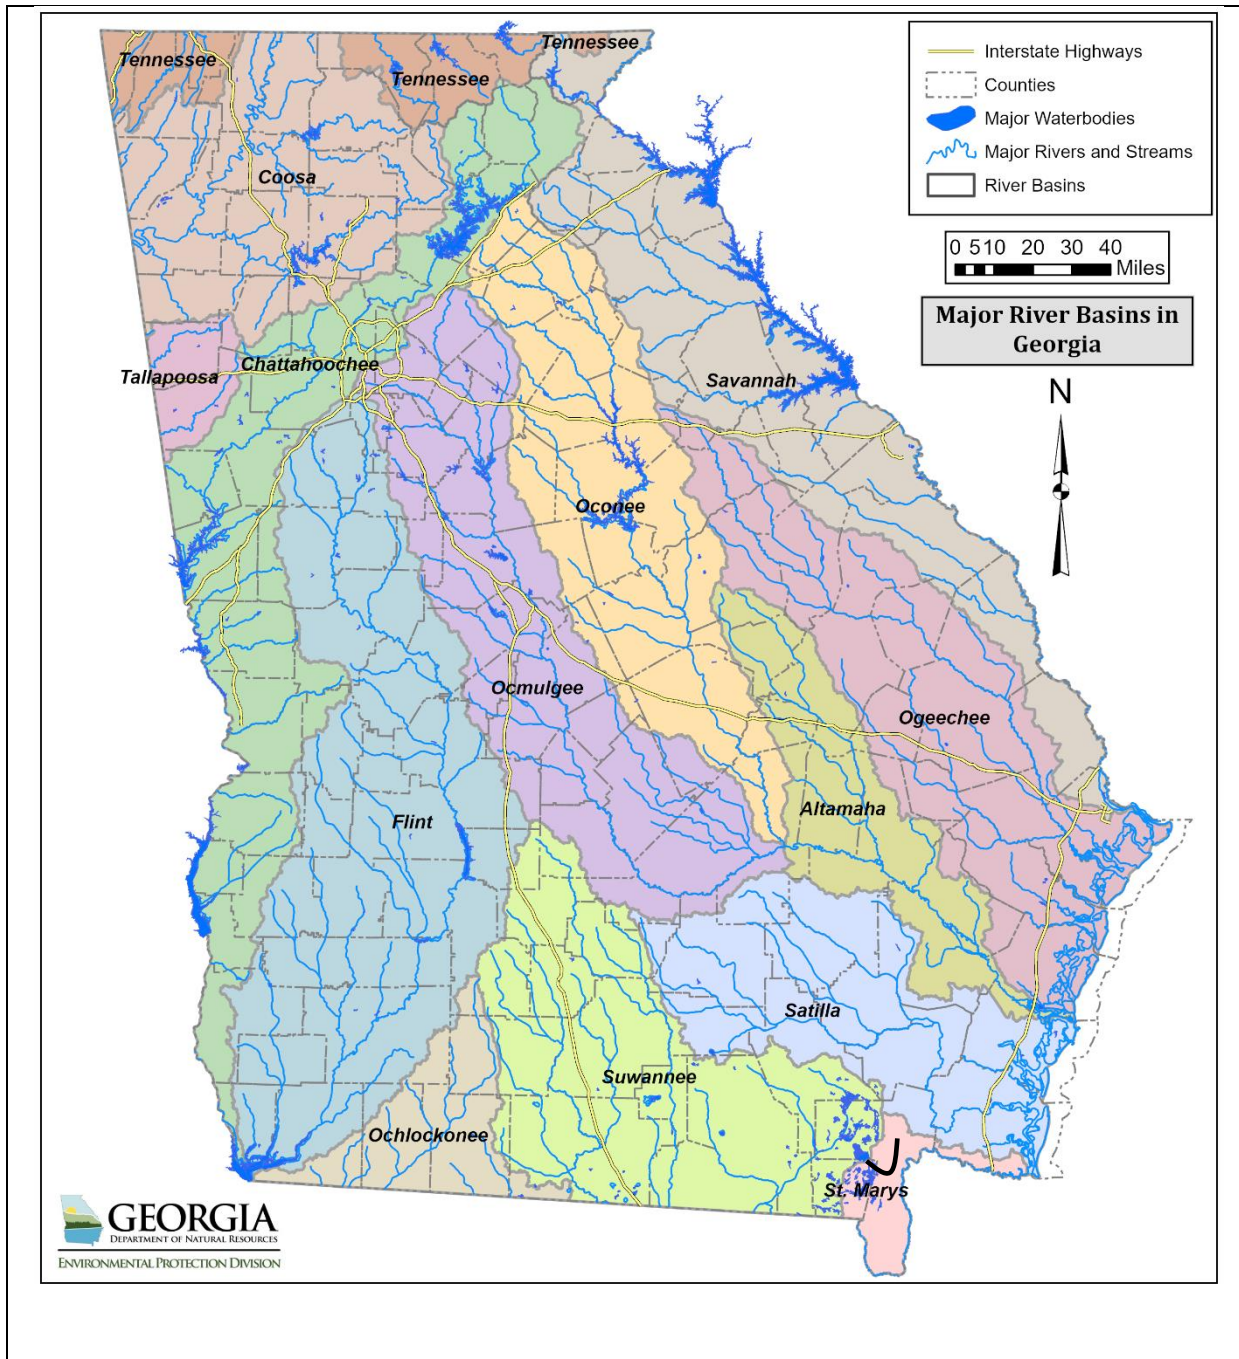 Tennessee
Tennessee
Tennessee
Interstate Highways
Counties
Major Waterbodies
Major Rivers and Streams
River Basins
0 5 10 20 30 40
Miles
Major River Basins in
Georgia
N
Coosa
Tallapoosa
Chattahoochee
Savannah
Oconee
Ocmulgee
Ogeechee
Flint
Altamaha
Satilla
Suwannee
Ochlockonee
St. Marys
GEORGIA
DEPARTMENT OF NATURAL RESOURCES
ENVIRONMENTAL PROTECTION DIVISION